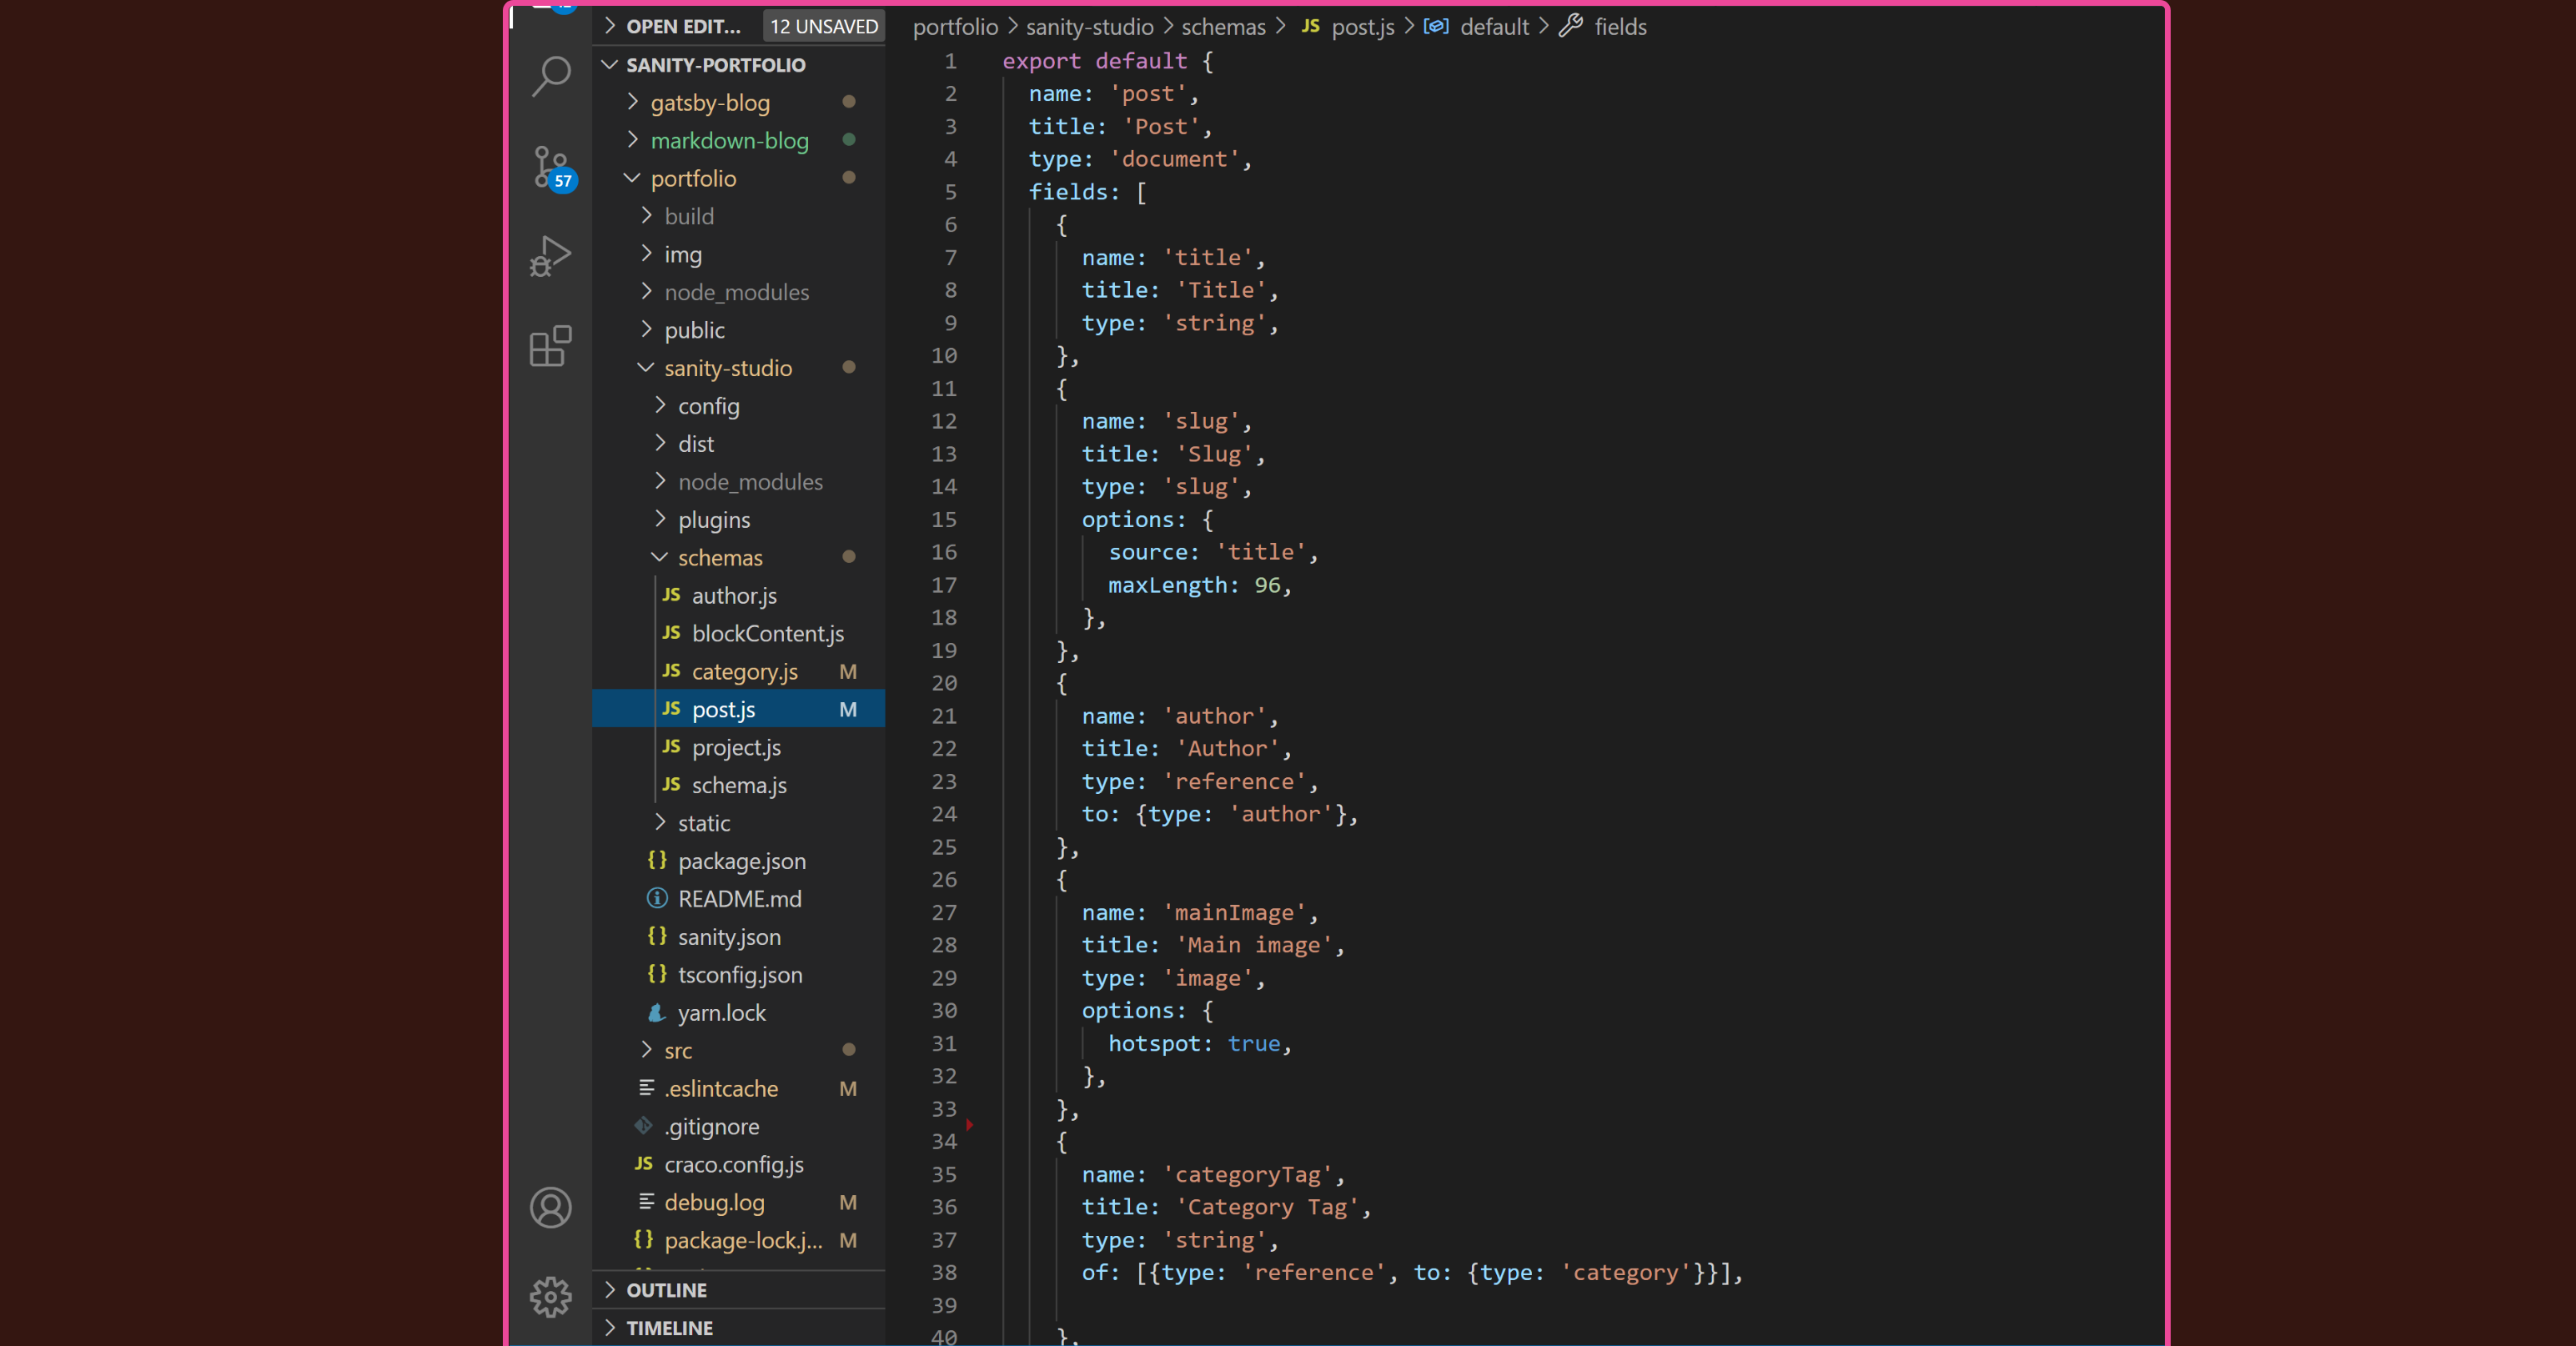 OPEN EDIT... 12 UNSAVED
SANITY-PORTFOLIO
gatsby-blog
markdown-blog
57
portfolio
build
img
node_modules
public
sanity-studio
config
dist
node_modules
plugins
schemas
JS author.js
JS blockContent.js
JS category.js M
JS post.js M
JS project.js
JS schema.js
static
{} package.json
README.md
{} sanity.json
{} tsconfig.json
yarn.lock
src
.eslintcache M
.gitignore
JS craco.config.js
debug.log M
{} package-lock.j... M
OUTLINE
TIMELINE
portfolio > sanity-studio > schemas > JS post.js > default > fields
1 export default {
2 name: 'post',
3 title: 'Post',
4 type: 'document',
5 fields: [
6 {
7 name: 'title',
8 title: 'Title',
9 type: 'string',
10 },
11 {
12 name: 'slug',
13 title: 'Slug',
14 type: 'slug',
15 options: {
16 source: 'title',
17 maxLength: 96,
18 },
19 },
20 {
21 name: 'author',
22 title: 'Author',
23 type: 'reference',
24 to: {type: 'author'},
25 },
26 {
27 name: 'mainImage',
28 title: 'Main image',
29 type: 'image',
30 options: {
31 hotspot: true,
32 },
33 },
34 {
35 name: 'categoryTag',
36 title: 'Category Tag',
37 type: 'string',
38 of: [{type: 'reference', to: {type: 'category'}}],
39
40 },